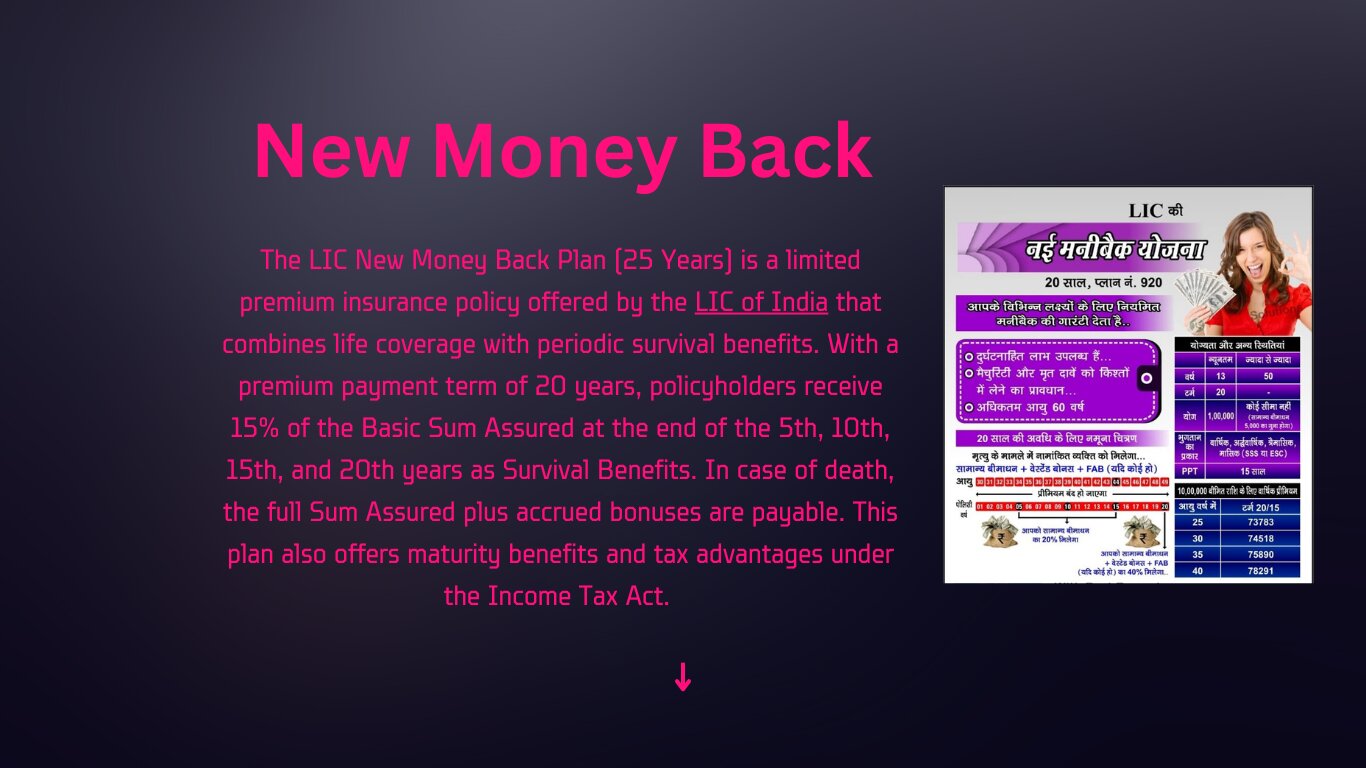 New Money Back
The LIC New Money Back Plan (25 Years) is a limited
premium insurance policy offered by the LIC of India that
combines life coverage with periodic survival benefits. With a
premium payment term of 20 years, policyholders receive
15% of the Basic Sum Assured at the end of the 5th, 10th,
15th, and 20th years as Survival Benefits. In case of death,
the full Sum Assured plus accrued bonuses are payable. This
plan also offers maturity benefits and tax advantages under
the Income Tax Act.
↓
LIC की
नई मनीबैक योजना
20 साल, प्लान नं. 920
आपके विभिन्न लक्ष्यों के लिए नियमित
मनीबैक की गारंटी देता है..
दुर्घटनाहित लाभ उपलब्ध हैं...
मैचुरिटी और मृत दावें को किश्तों
में लेने का प्रावधान...
अधिकतम आयु 60 वर्ष
20 साल की अवधि के लिए नमूना चित्रण
मृत्यु के मामले में नामांकित व्यक्ति को मिलेगा...
सामान्य बीमाधन + वेस्टेड बोनस + FAB (यदि कोई हो)
आयु 30 31 32 33 34 35 36 37 38 39 40 41 42 43 44 45 46 47 48 49
प्रीमियम बंद हो जाएगा
पॉलिसी
वर्ष
01 02 03 04 05 06 07 08 09 10 11 12 13 14 15 16 17 18 19 20
आपको सामान्य बीमाधन
का 20% मिलेगा
आपको सामान्य बीमाधन
+ वेस्टेड बोनस + FAB
(यदि कोई हो) का 40% मिलेगा..
योग्यता और अन्य स्थितियां
न्यूनतम ज्यादा से ज्यादा
वर्ष 13 50
टर्म 20 -
योग 1,00,000 कोई सीमा नहीं
(सामान्य बीमाधन
5,000 का गुना होगा)
भुगतान
का
प्रकार
वार्षिक, अर्द्धवार्षिक, त्रैमासिक,
मासिक (SSS या ESC)
PPT 15 साल
10,00,000 बीमित राशि के लिए वार्षिक प्रीमियम
आयु वर्ष में टर्म 20/15
25 73783
30 74518
35 75890
40 78291